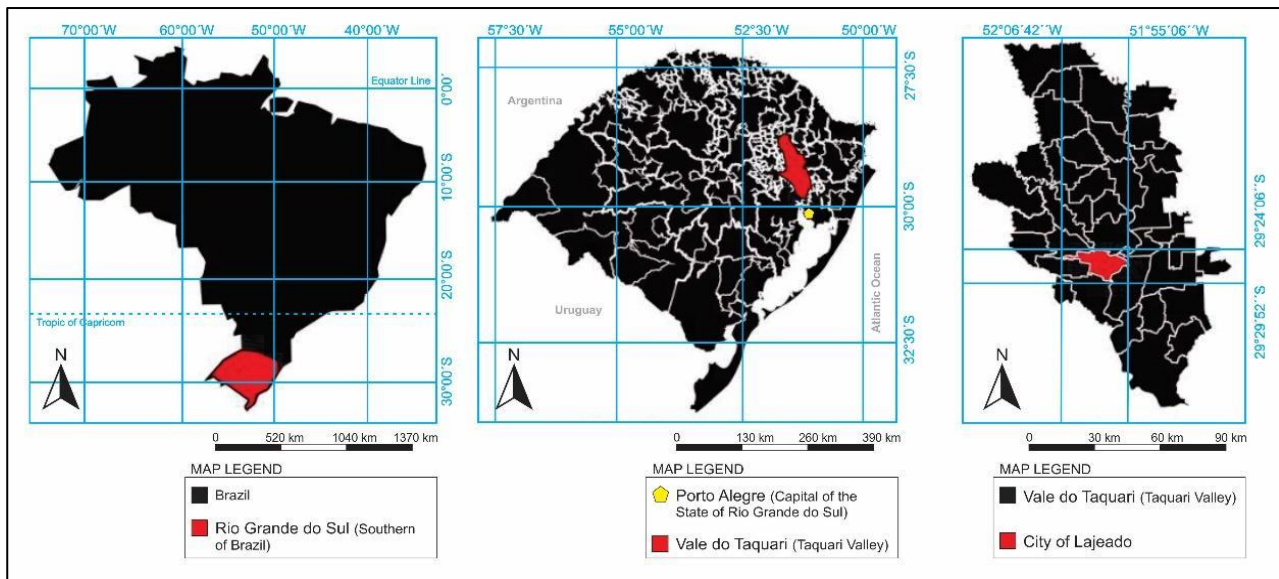 70°00´00 W
60°00´00´´W
50°00´00 W
40°00´00´´W
Equator Line
0°00´.
10°00´S
20°00´S
Tropic of Capricorn
30°00´S
N
0
520 km
1040 km
1370 km
MAP LEGEND
Brazil
Rio Grande do Sul (Southern
of Brazil)
57°30´W
55°00´W
52°30´W
50°00´W
27°30´S
Argentina
30°00´S
Uruguay
Atlantic Ocean
32°30´S
N
0
130 km
260 km
390 km
MAP LEGEND
Porto Alegre (Capital of the
State of Rio Grande do Sul)
Vale do Taquari (Taquari Valley)
52°06´42´´W
51°55´06´´W
29°24´06´´S
29°29´52´´S
N
0
30 km
60 km
90 km
MAP LEGEND
Vale do Taquari (Taquari Valley)
City of Lajeado